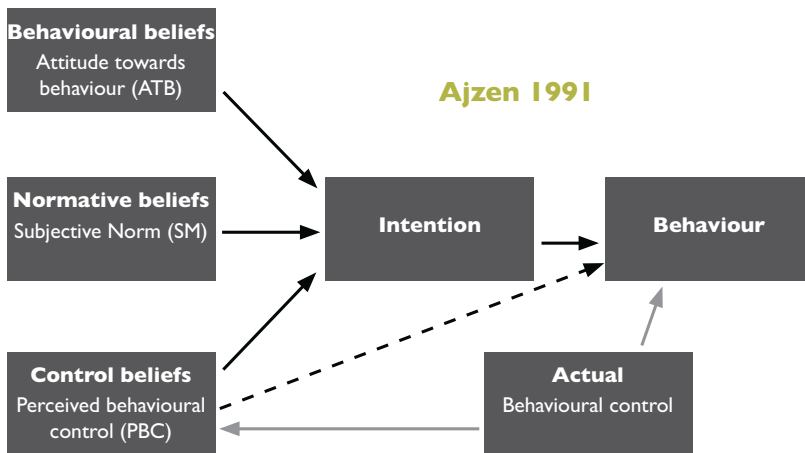 Behavioural beliefs
Attitude towards
behaviour (ATB)
Ajzen 1991
Normative beliefs
Subjective Norm (SM)
Intention
Behaviour
Control beliefs
Perceived behavioural
control (PBC)
Actual
Behavioural control